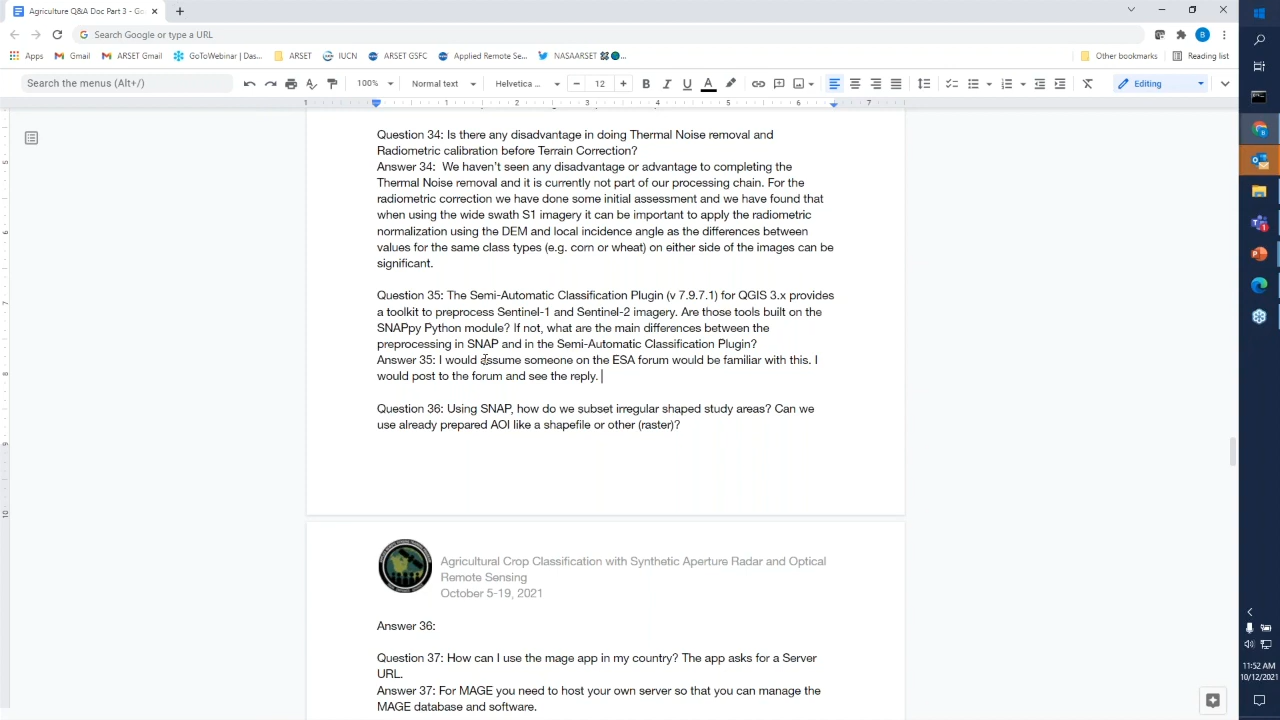 Agriculture Q&A Doc Part 3 - Go
Search Google or type a URL
Apps
Gmail
ARSET Gmail
GoToWebinar | Das...
ARSET
IUCN
ARSET GSFC
Applied Remote Se...
NASAARSET
Other bookmarks
Reading list
Search the menus (Alt+/)
100%
Normal text
Helvetica ...
12
Editing
1 2 3 4 5 6 7
Question 34: Is there any disadvantage in doing Thermal Noise removal and
Radiometric calibration before Terrain Correction?
Answer 34:  We haven't seen any disadvantage or advantage to completing the
Thermal Noise removal and it is currently not part of our processing chain. For the
radiometric correction we have done some initial assessment and we have found that
when using the wide swath S1 imagery it can be important to apply the radiometric
normalization using the DEM and local incidence angle as the differences between
values for the same class types (e.g. corn or wheat) on either side of the images can be
significant.
Question 35: The Semi-Automatic Classification Plugin (v 7.9.7.1) for QGIS 3.x provides
a toolkit to preprocess Sentinel-1 and Sentinel-2 imagery. Are those tools built on the
SNAPpy Python module? If not, what are the main differences between the
preprocessing in SNAP and in the Semi-Automatic Classification Plugin?
Answer 35: I would assume someone on the ESA forum would be familiar with this. I
would post to the forum and see the reply.
Question 36: Using SNAP, how do we subset irregular shaped study areas? Can we
use already prepared AOI like a shapefile or other (raster)?
Agricultural Crop Classification with Synthetic Aperture Radar and Optical
Remote Sensing
October 5-19, 2021
Answer 36:
Question 37: How can I use the mage app in my country? The app asks for a Server
URL.
Answer 37: For MAGE you need to host your own server so that you can manage the
MAGE database and software.
11:52 AM
10/12/2021